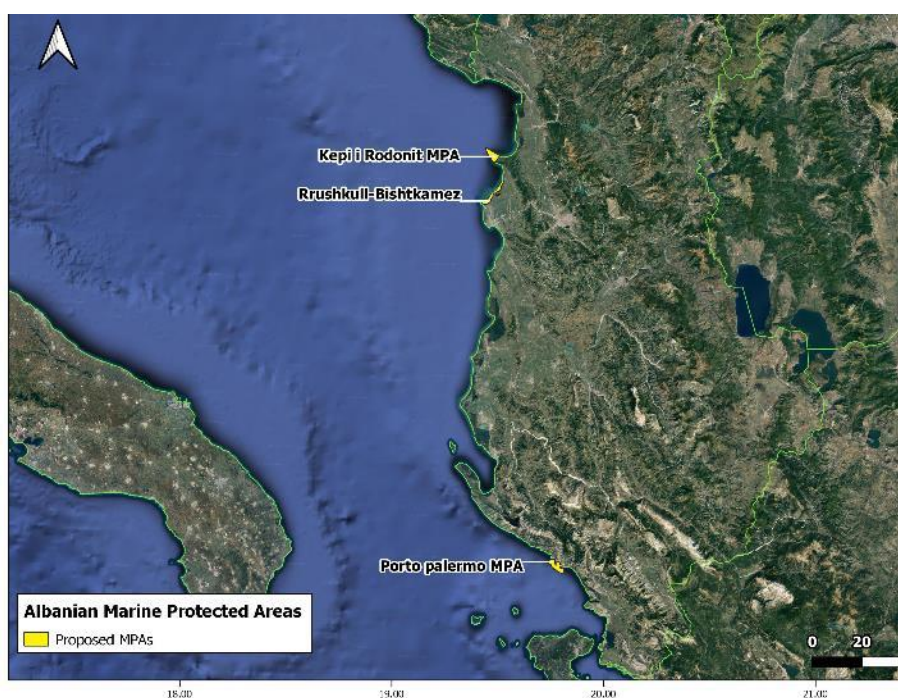 Kepi i Rodonit MPA
Rrushkull-Bishtkamez
Porto palermo MPA
Albanian Marine Protected Areas
Proposed MPAs
0 20
18.00 19.00 20.00 21.00